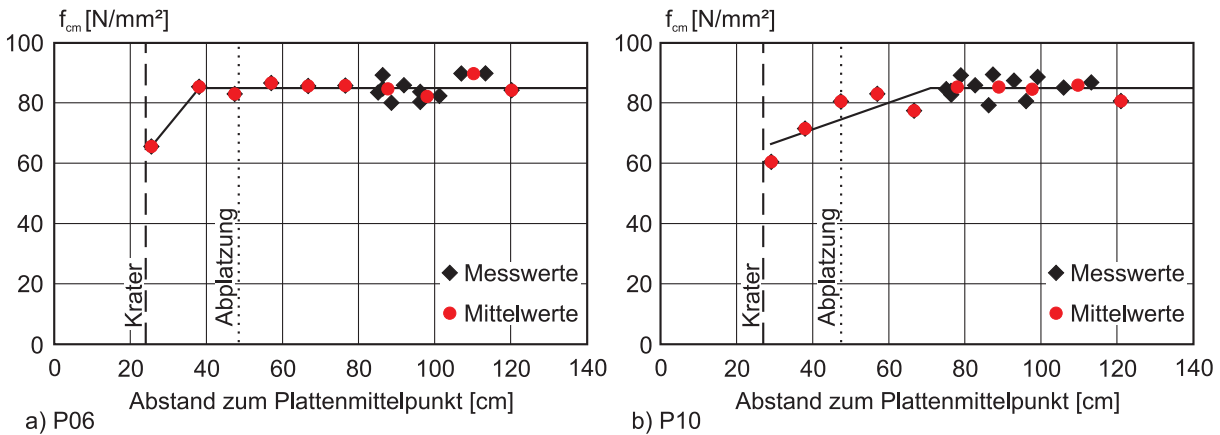 f_cm [N/mm²]
100
80
60
40
20
0
Krater
Abplatzung
Messwerte
Mittelwerte
0 20 40 60 80 100 120 140
Abstand zum Plattenmittelpunkt [cm]
a) P06
f_cm [N/mm²]
100
80
60
40
20
0
Krater
Abplatzung
Messwerte
Mittelwerte
0 20 40 60 80 100 120 140
Abstand zum Plattenmittelpunkt [cm]
b) P10